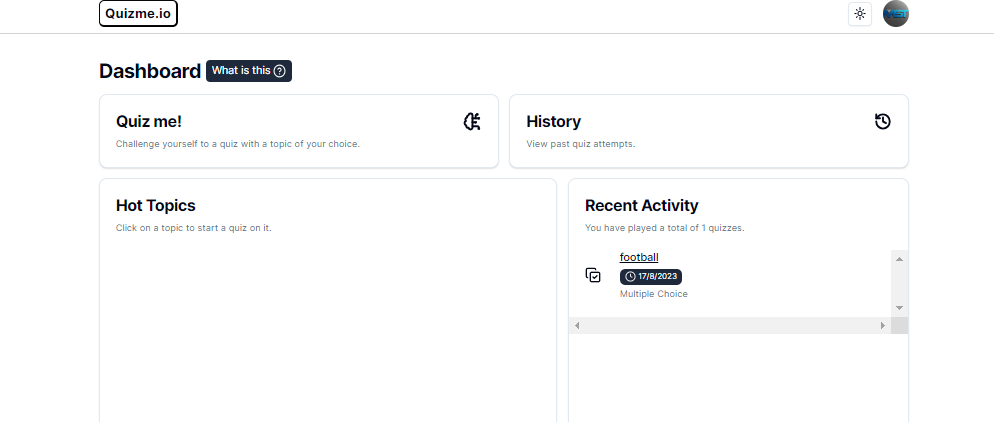 Quizme.io
Dashboard What is this
Quiz me!
Challenge yourself to a quiz with a topic of your choice.
History
View past quiz attempts.
Hot Topics
Click on a topic to start a quiz on it.
Recent Activity
You have played a total of 1 quizzes.
football
17/8/2023
Multiple Choice